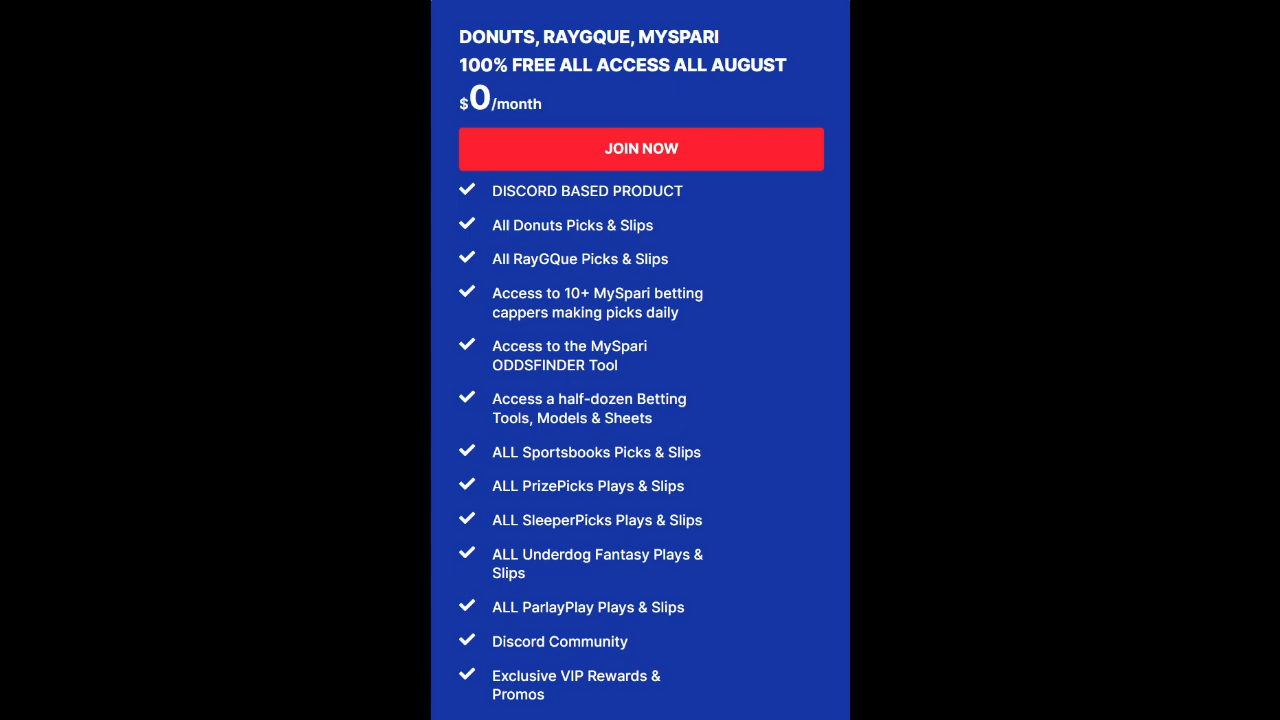 DONUTS, RAYGQUE, MYSPARI
100% FREE ALL ACCESS ALL AUGUST
$0/month
JOIN NOW
DISCORD BASED PRODUCT
All Donuts Picks & Slips
All RayGQue Picks & Slips
Access to 10+ MySpari betting
cappers making picks daily
Access to the MySpari
ODDSFINDER Tool
Access a half-dozen Betting
Tools, Models & Sheets
ALL Sportsbooks Picks & Slips
ALL PrizePicks Plays & Slips
ALL SleeperPicks Plays & Slips
ALL Underdog Fantasy Plays &
Slips
ALL ParlayPlay Plays & Slips
Discord Community
Exclusive VIP Rewards &
Promos